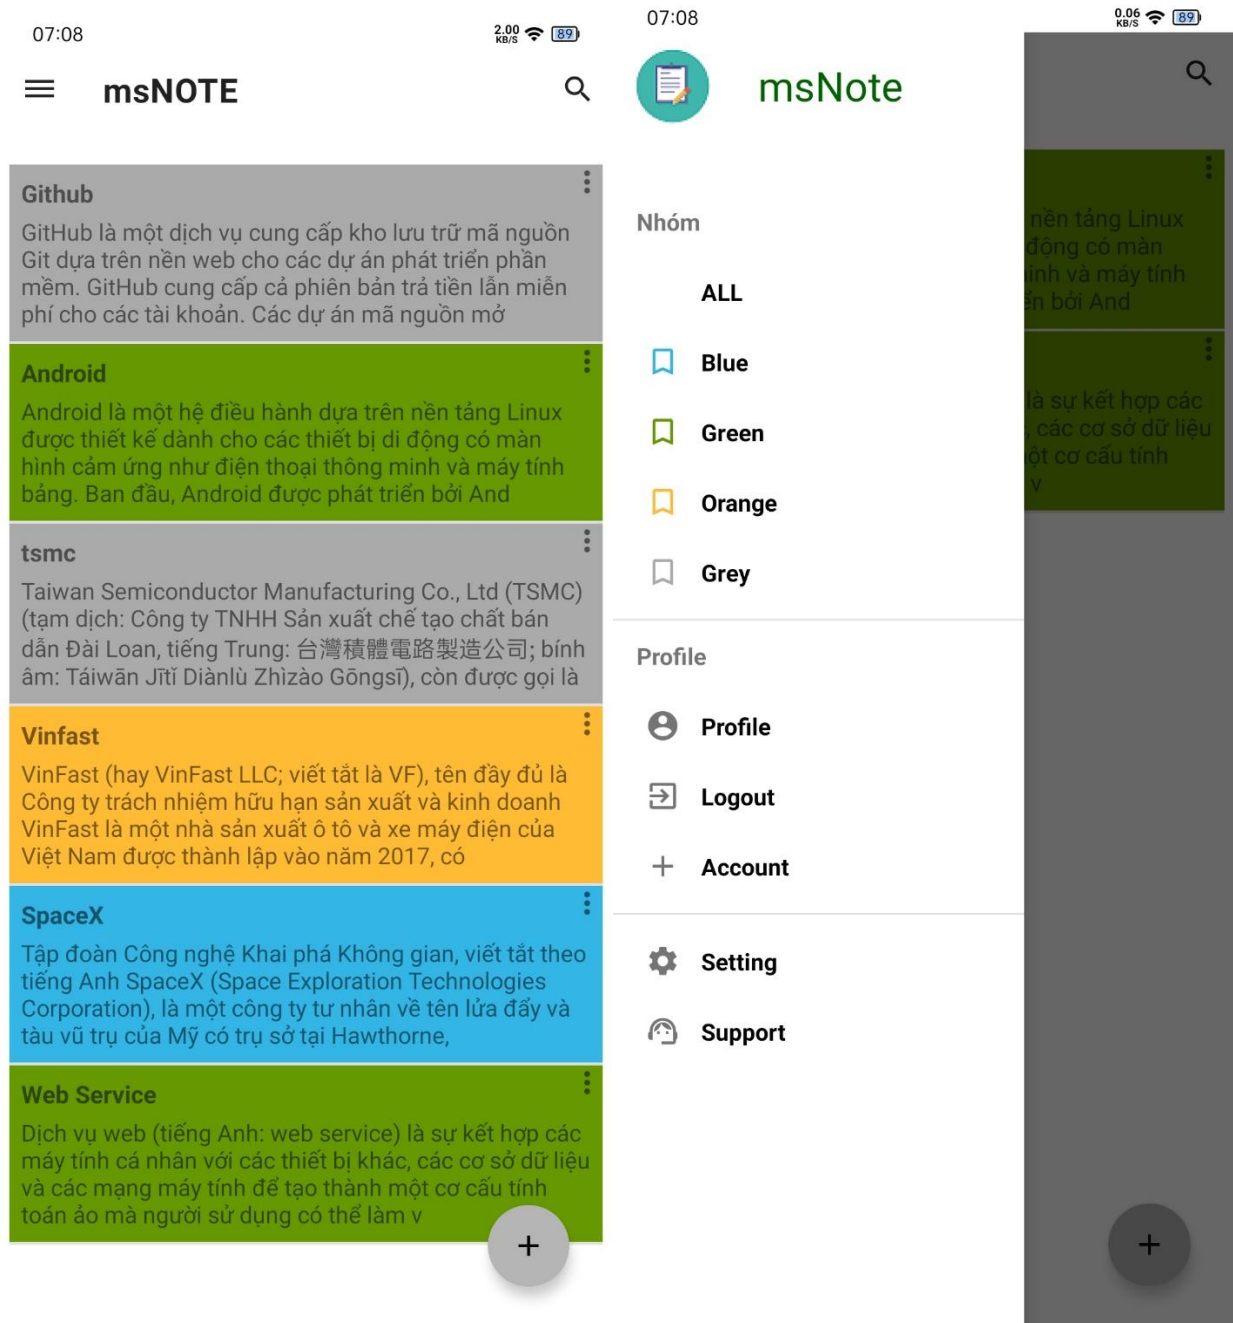 07:08
2.00 KB/S 89
msNOTE
Github
GitHub là một dịch vụ cung cấp kho lưu trữ mã nguồn
Git dựa trên nền web cho các dự án phát triển phần
mềm. GitHub cung cấp cả phiên bản trả tiền lẫn miễn
phí cho các tài khoản. Các dự án mã nguồn mở
Android
Android là một hệ điều hành dựa trên nền tảng Linux
được thiết kế dành cho các thiết bị di động có màn
hình cảm ứng như điện thoại thông minh và máy tính
bảng. Ban đầu, Android được phát triển bởi And
tsmc
Taiwan Semiconductor Manufacturing Co., Ltd (TSMC)
(tạm dịch: Công ty TNHH Sản xuất chế tạo chất bán
dẫn Đài Loan, tiếng Trung: 台灣積體電路製造公司; bính
âm: Táiwān Jītǐ Diànlù Zhìzào Gōngsī), còn được gọi là
Vinfast
VinFast (hay VinFast LLC; viết tắt là VF), tên đầy đủ là
Công ty trách nhiệm hữu hạn sản xuất và kinh doanh
VinFast là một nhà sản xuất ô tô và xe máy điện của
Việt Nam được thành lập vào năm 2017, có
SpaceX
Tập đoàn Công nghệ Khai phá Không gian, viết tắt theo
tiếng Anh SpaceX (Space Exploration Technologies
Corporation), là một công ty tư nhân về tên lửa đẩy và
tàu vũ trụ của Mỹ có trụ sở tại Hawthorne,
Web Service
Dịch vụ web (tiếng Anh: web service) là sự kết hợp các
máy tính cá nhân với các thiết bị khác, các cơ sở dữ liệu
và các mạng máy tính để tạo thành một cơ cấu tính
toán ảo mà người sử dụng có thể làm v
07:08
0.06 KB/S 89
msNote
Nhóm
ALL
Blue
Green
Orange
Grey
Profile
Profile
Logout
Account
Setting
Support
nền tảng Linux
động có màn
inh và máy tính
ển bởi And
là sự kết hợp các
, các cơ sở dữ liệu
ột cơ cấu tính
v